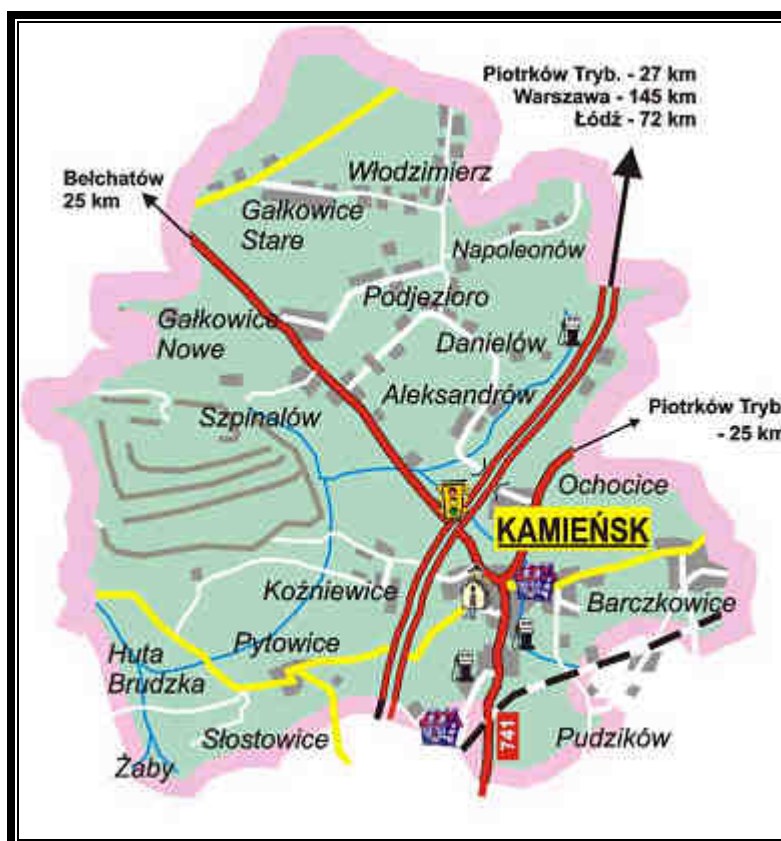 Piotrków Tryb. - 27 km
Warszawa - 145 km
Łódź - 72 km
Bełchatów
25 km
Włodzimierz
Gałkowice
Stare
Napoleonów
Podjezioro
Gałkowice
Nowe
Danielów
Aleksandrów
Szpinalów
Piotrków Tryb
- 25 km
Ochocice
KAMIEŃSK
Koźniewice
Barczkowice
Pytowice
Huta
Brudzka
Słostowice
741
Pudzików
Żaby